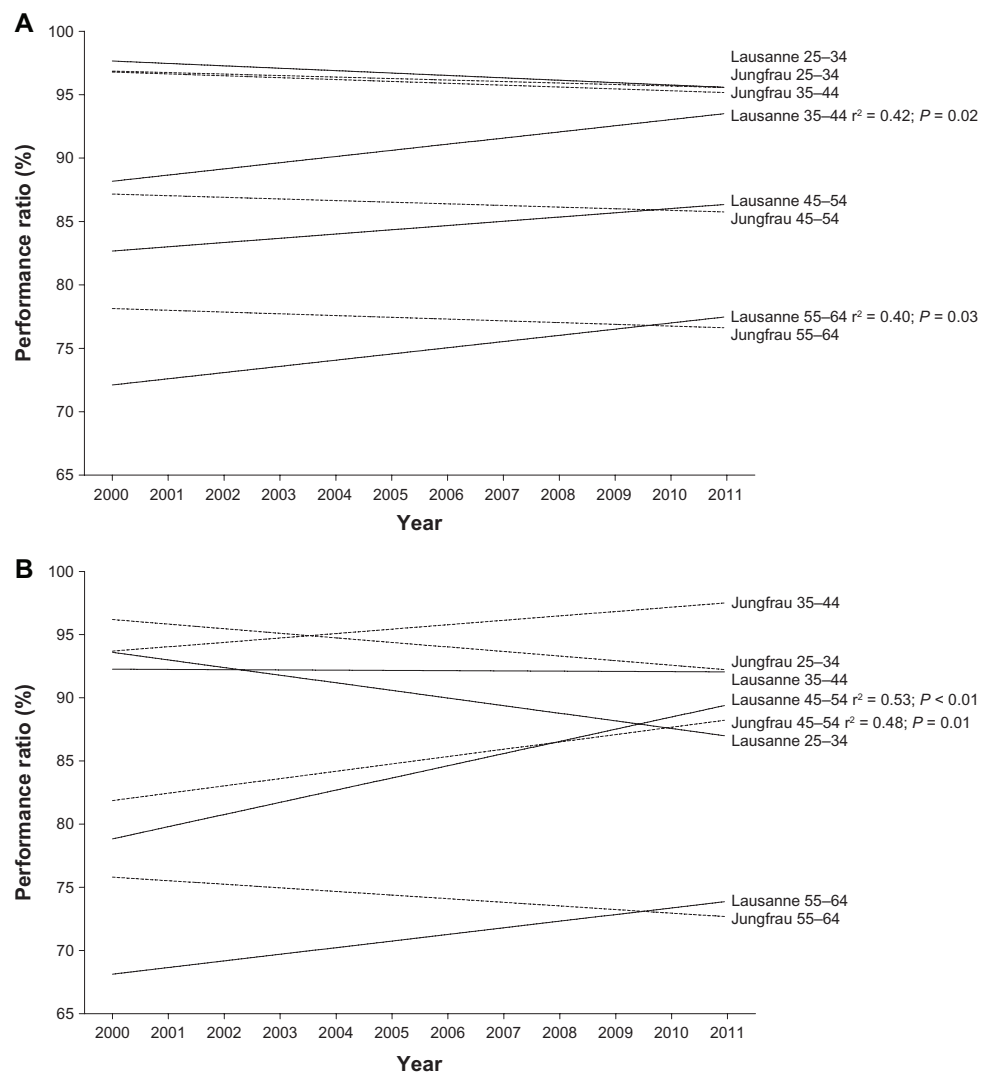 A
Performance ratio (%)
100
95
90
85
80
75
70
65
Lausanne 25–34
Jungfrau 25–34
Jungfrau 35–44
Lausanne 35–44 r² = 0.42; P = 0.02
Lausanne 45–54
Jungfrau 45–54
Lausanne 55–64 r² = 0.40; P = 0.03
Jungfrau 55–64
2000 2001 2002 2003 2004 2005 2006 2007 2008 2009 2010 2011
Year
B
Performance ratio (%)
100
95
90
85
80
75
70
65
Jungfrau 35–44
Jungfrau 25–34
Lausanne 35–44
Lausanne 45–54 r² = 0.53; P < 0.01
Jungfrau 45–54 r² = 0.48; P = 0.01
Lausanne 25–34
Lausanne 55–64
Jungfrau 55–64
2000 2001 2002 2003 2004 2005 2006 2007 2008 2009 2010 2011
Year